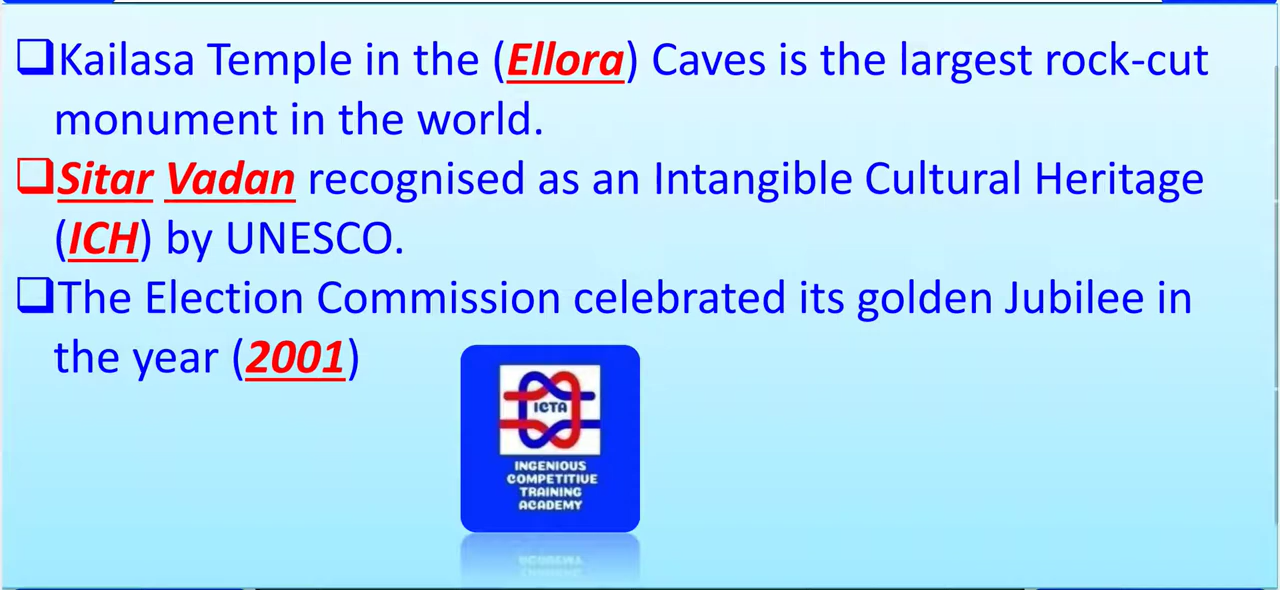 Kailasa Temple in the (Ellora) Caves is the largest rock-cut
monument in the world.
Sitar Vadan recognised as an Intangible Cultural Heritage
(ICH) by UNESCO.
The Election Commission celebrated its golden Jubilee in
the year (2001)
ICTA
INGENIOUS
COMPETITIUE
TRAINING
ACADEMY